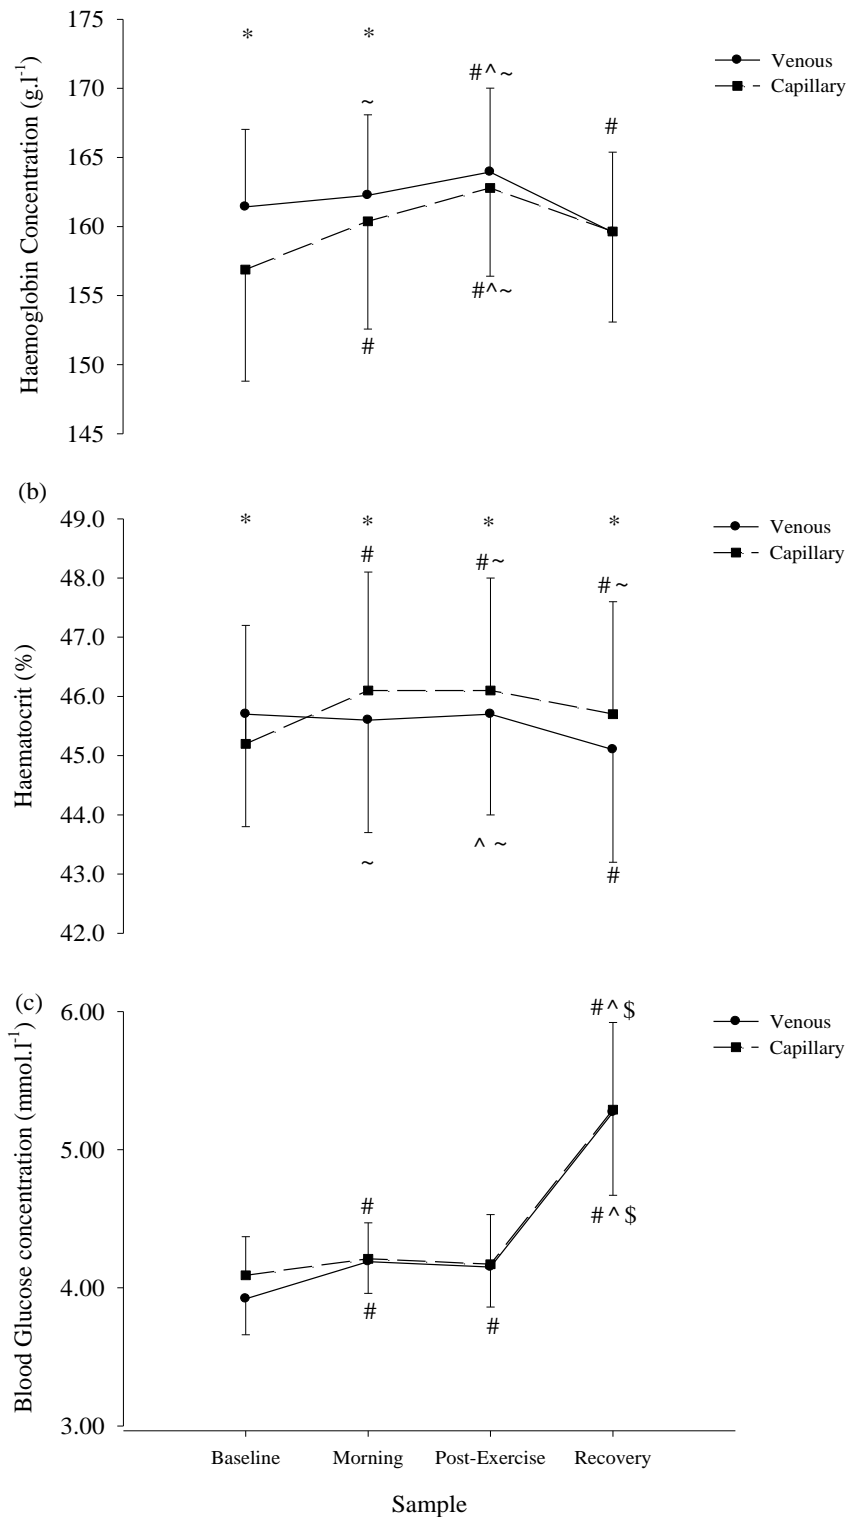 175
170
165
160
155
150
145
Haemoglobin Concentration (g.l⁻¹)
* *
~ #^~ #
# #^~
Venous
Capillary
(b)
49.0
48.0
47.0
46.0
45.0
44.0
43.0
42.0
Haematocrit (%)
* * * *
# #~ #~
~ ^ ~ #
Venous
Capillary
(c)
6.00
5.00
4.00
3.00
Blood Glucose concentration (mmol.l⁻¹)
#^$
#
#^$
# #
Venous
Capillary
Baseline Morning Post-Exercise Recovery
Sample